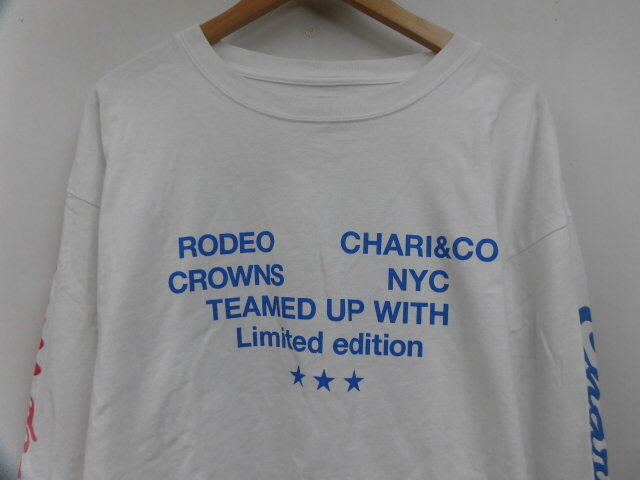 RODEO CHARI&CO
CROWNS NYC
TEAMED UP WITH
Limited edition
★★★